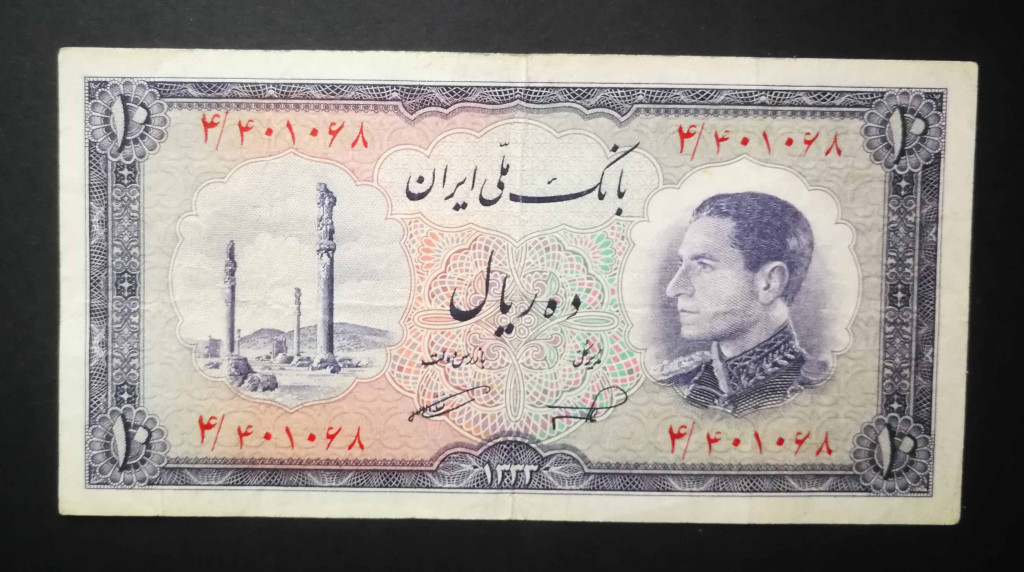 ۴/۴۰۱۰۶۸ ۴/۴۰۱۰۶۸
۱۰ ۱۰
بانک ملّی ایران
ده ریال
مدیر کل بازرس دولت
۴/۴۰۱۰۶۸ ۴/۴۰۱۰۶۸
۱۰ ۱۰
۱۳۳۳